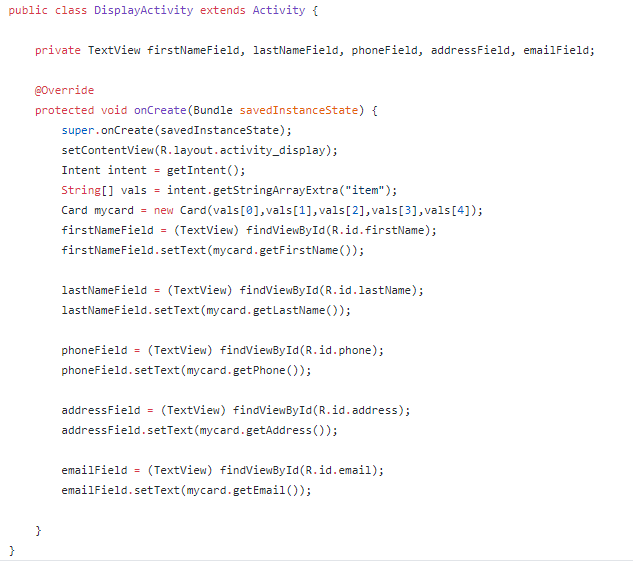 public class DisplayActivity extends Activity {
private TextView firstNameField, lastNameField, phoneField, addressField, emailField;
@Override
protected void onCreate(Bundle savedInstanceState) {
super.onCreate(savedInstanceState);
setContentView(R.layout.activity_display);
Intent intent = getIntent();
String[] vals = intent.getStringArrayExtra("item");
Card mycard = new Card(vals[0],vals[1],vals[2],vals[3],vals[4]);
firstNameField = (TextView) findViewById(R.id.firstName);
firstNameField.setText(mycard.getFirstName());
lastNameField = (TextView) findViewById(R.id.lastName);
lastNameField.setText(mycard.getLastName());
phoneField = (TextView) findViewById(R.id.phone);
phoneField.setText(mycard.getPhone());
addressField = (TextView) findViewById(R.id.address);
addressField.setText(mycard.getAddress());
emailField = (TextView) findViewById(R.id.email);
emailField.setText(mycard.getEmail());
}
}